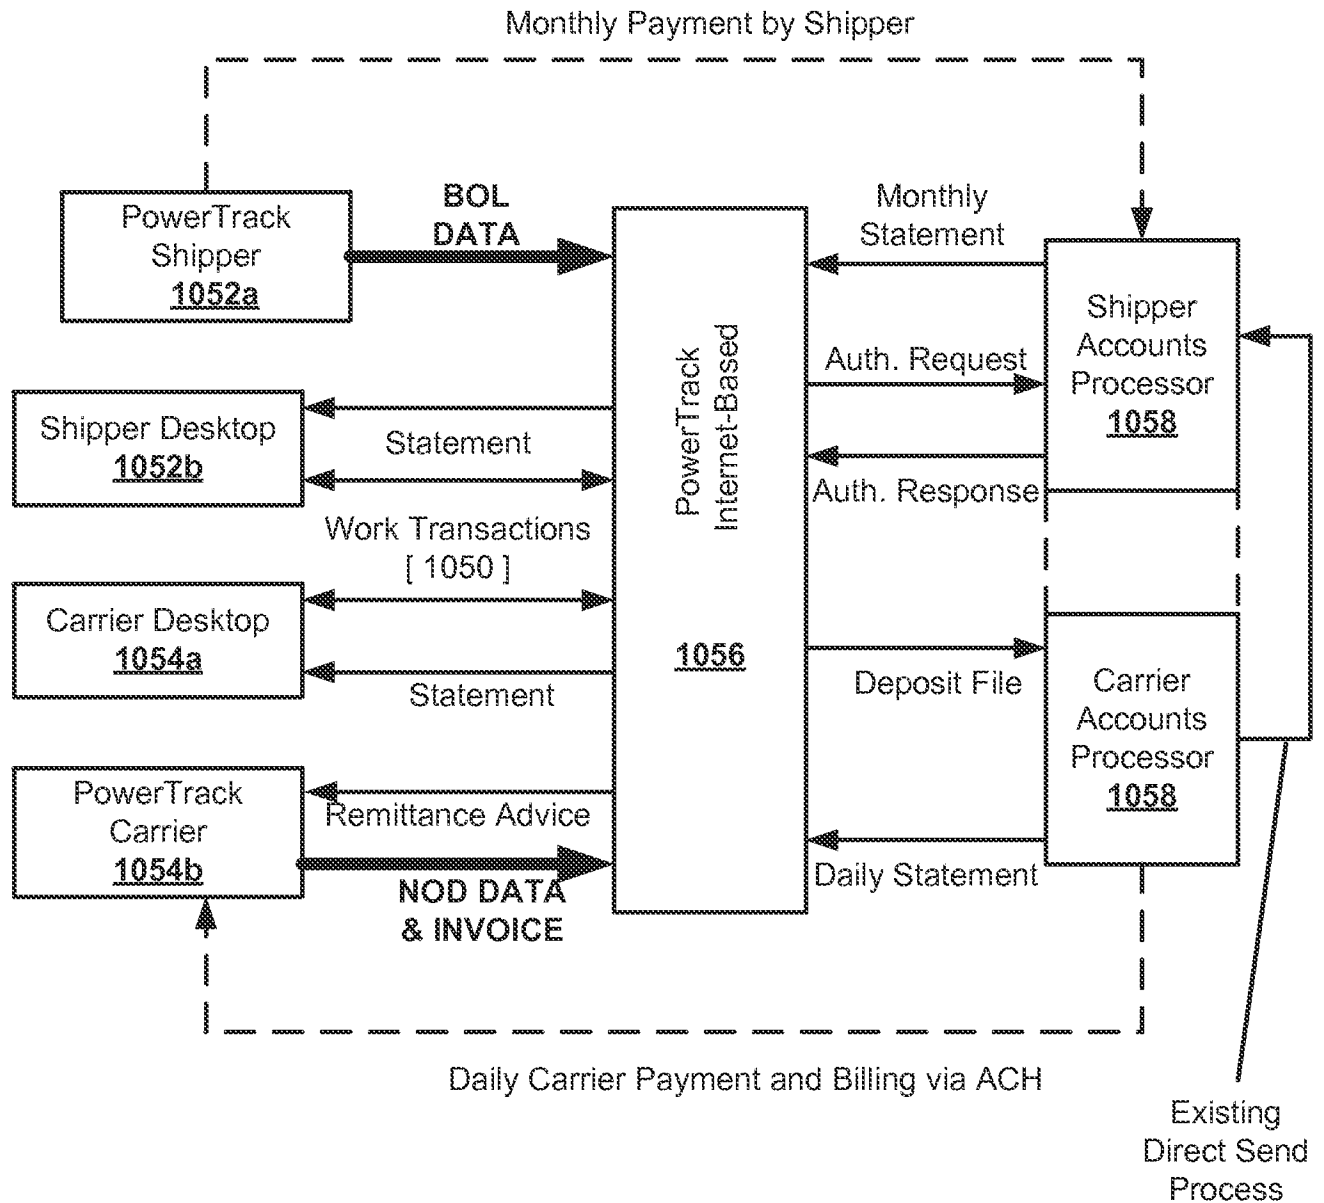 Monthly Payment by Shipper
PowerTrack
Shipper
1052a
BOL
DATA
Monthly
Statement
Shipper
Accounts
Processor
1058
Auth. Request
Auth. Response
Shipper Desktop
1052b
Statement
Work Transactions
[ 1050 ]
PowerTrack
Internet-Based
1056
Carrier Desktop
1054a
Statement
Deposit File
Carrier
Accounts
Processor
1058
PowerTrack
Carrier
1054b
Remittance Advice
NOD DATA
& INVOICE
Daily Statement
Daily Carrier Payment and Billing via ACH
Existing
Direct Send
Process